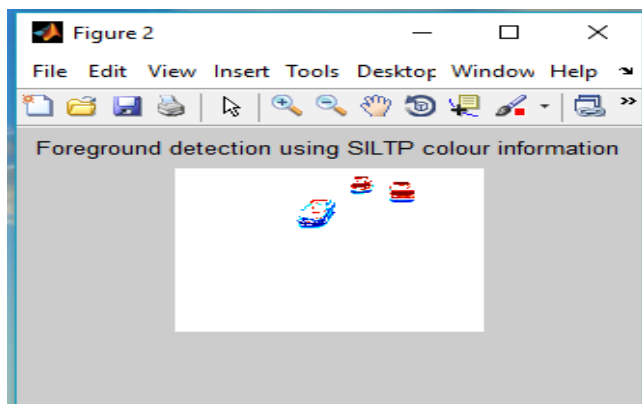 Figure 2
File Edit View Insert Tools Desktop Window Help
Foreground detection using SILTP colour information